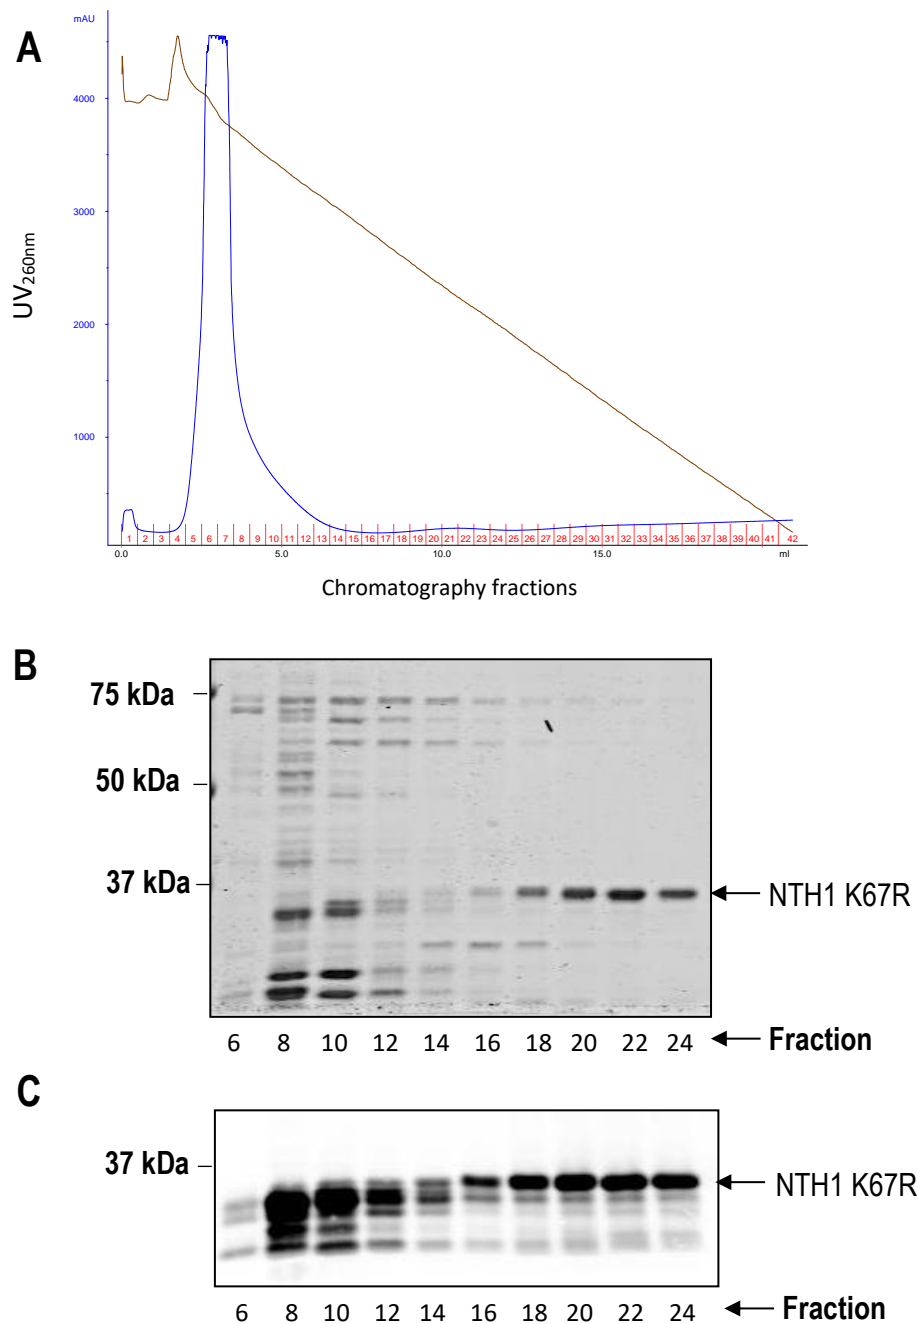 A
mAU
4000
3000
2000
1000
UV260nm
1 2 3 4 5 6 7 8 9 10 11 12 13 14 15 16 17 18 19 20 21 22 23 24 25 26 27 28 29 30 31 32 33 34 35 36 37 38 39 40 41 42
0.0 5.0 10.0 15.0 ml
Chromatography fractions
B
75 kDa
50 kDa
37 kDa
NTH1 K67R
6 8 10 12 14 16 18 20 22 24 Fraction
C
37 kDa
NTH1 K67R
6 8 10 12 14 16 18 20 22 24 Fraction